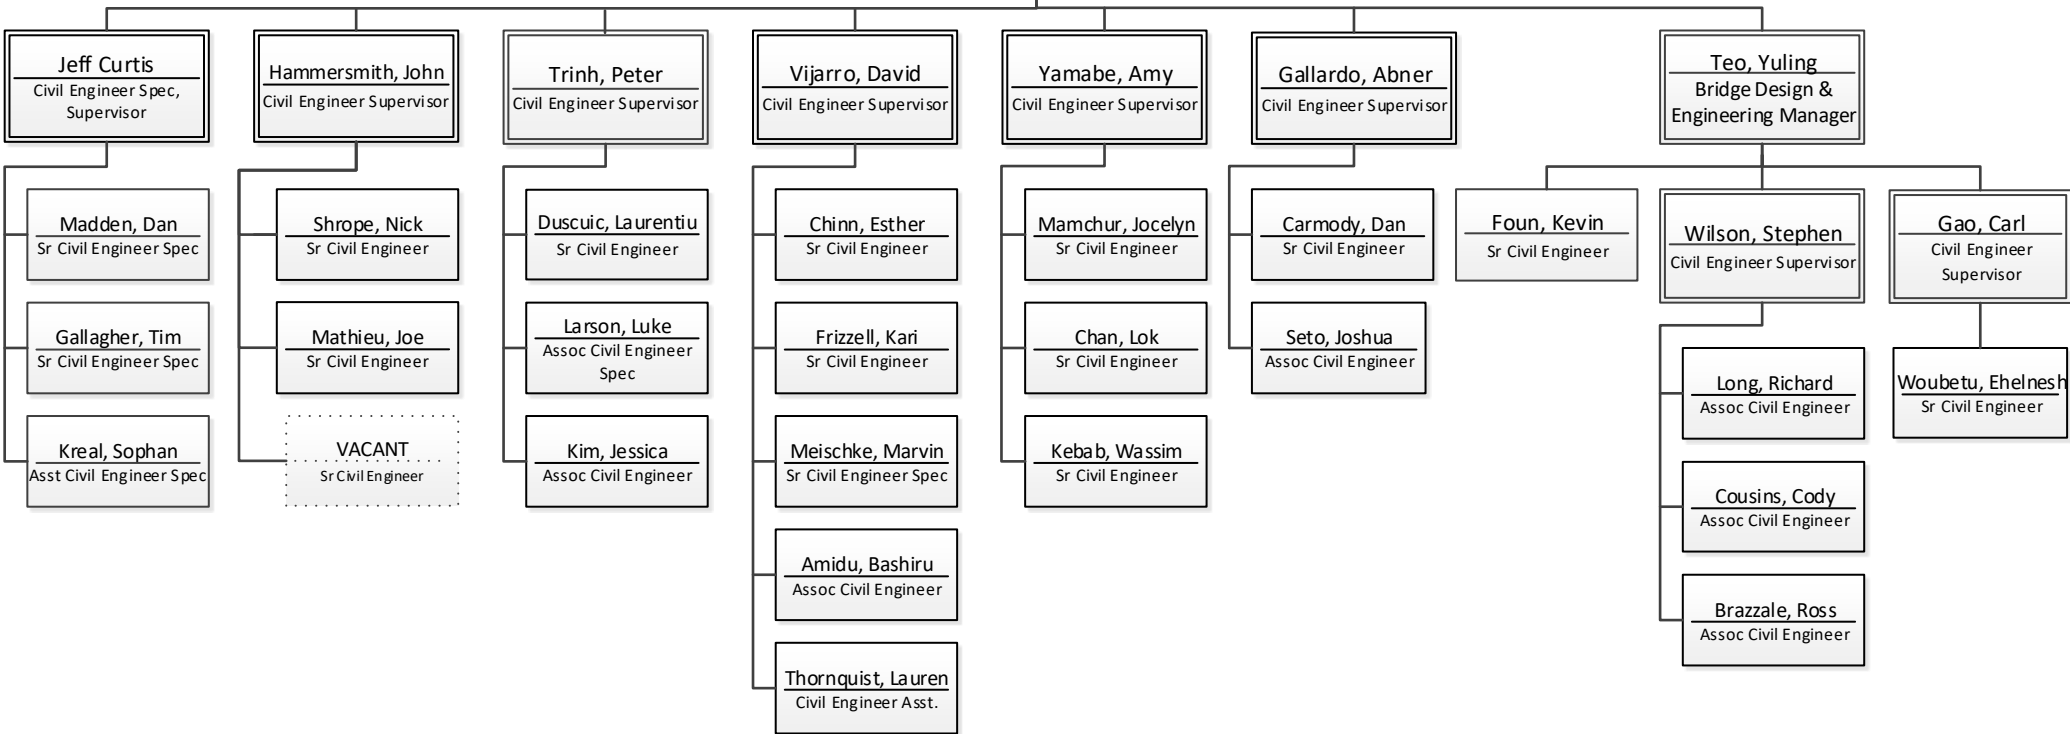 Jeff Curtis
Civil Engineer Spec,
Supervisor
Hammersmith, John
Civil Engineer Supervisor
Trinh, Peter
Civil Engineer Supervisor
Vijarro, David
Civil Engineer Supervisor
Yamabe, Amy
Civil Engineer Supervisor
Gallardo, Abner
Civil Engineer Supervisor
Teo, Yuling
Bridge Design &
Engineering Manager
Madden, Dan
Sr Civil Engineer Spec
Gallagher, Tim
Sr Civil Engineer Spec
Kreal, Sophan
Asst Civil Engineer Spec
Shrope, Nick
Sr Civil Engineer
Mathieu, Joe
Sr Civil Engineer
VACANT
Sr Civil Engineer
Duscuic, Laurentiu
Sr Civil Engineer
Larson, Luke
Assoc Civil Engineer
Spec
Kim, Jessica
Assoc Civil Engineer
Chinn, Esther
Sr Civil Engineer
Frizzell, Kari
Sr Civil Engineer
Meischke, Marvin
Sr Civil Engineer Spec
Amidu, Bashiru
Assoc Civil Engineer
Thornquist, Lauren
Civil Engineer Asst.
Mamchur, Jocelyn
Sr Civil Engineer
Chan, Lok
Sr Civil Engineer
Kebab, Wassim
Sr Civil Engineer
Carmody, Dan
Sr Civil Engineer
Seto, Joshua
Assoc Civil Engineer
Foun, Kevin
Sr Civil Engineer
Wilson, Stephen
Civil Engineer Supervisor
Long, Richard
Assoc Civil Engineer
Cousins, Cody
Assoc Civil Engineer
Brazzale, Ross
Assoc Civil Engineer
Gao, Carl
Civil Engineer
Supervisor
Woubetu, Ehelnesh
Sr Civil Engineer